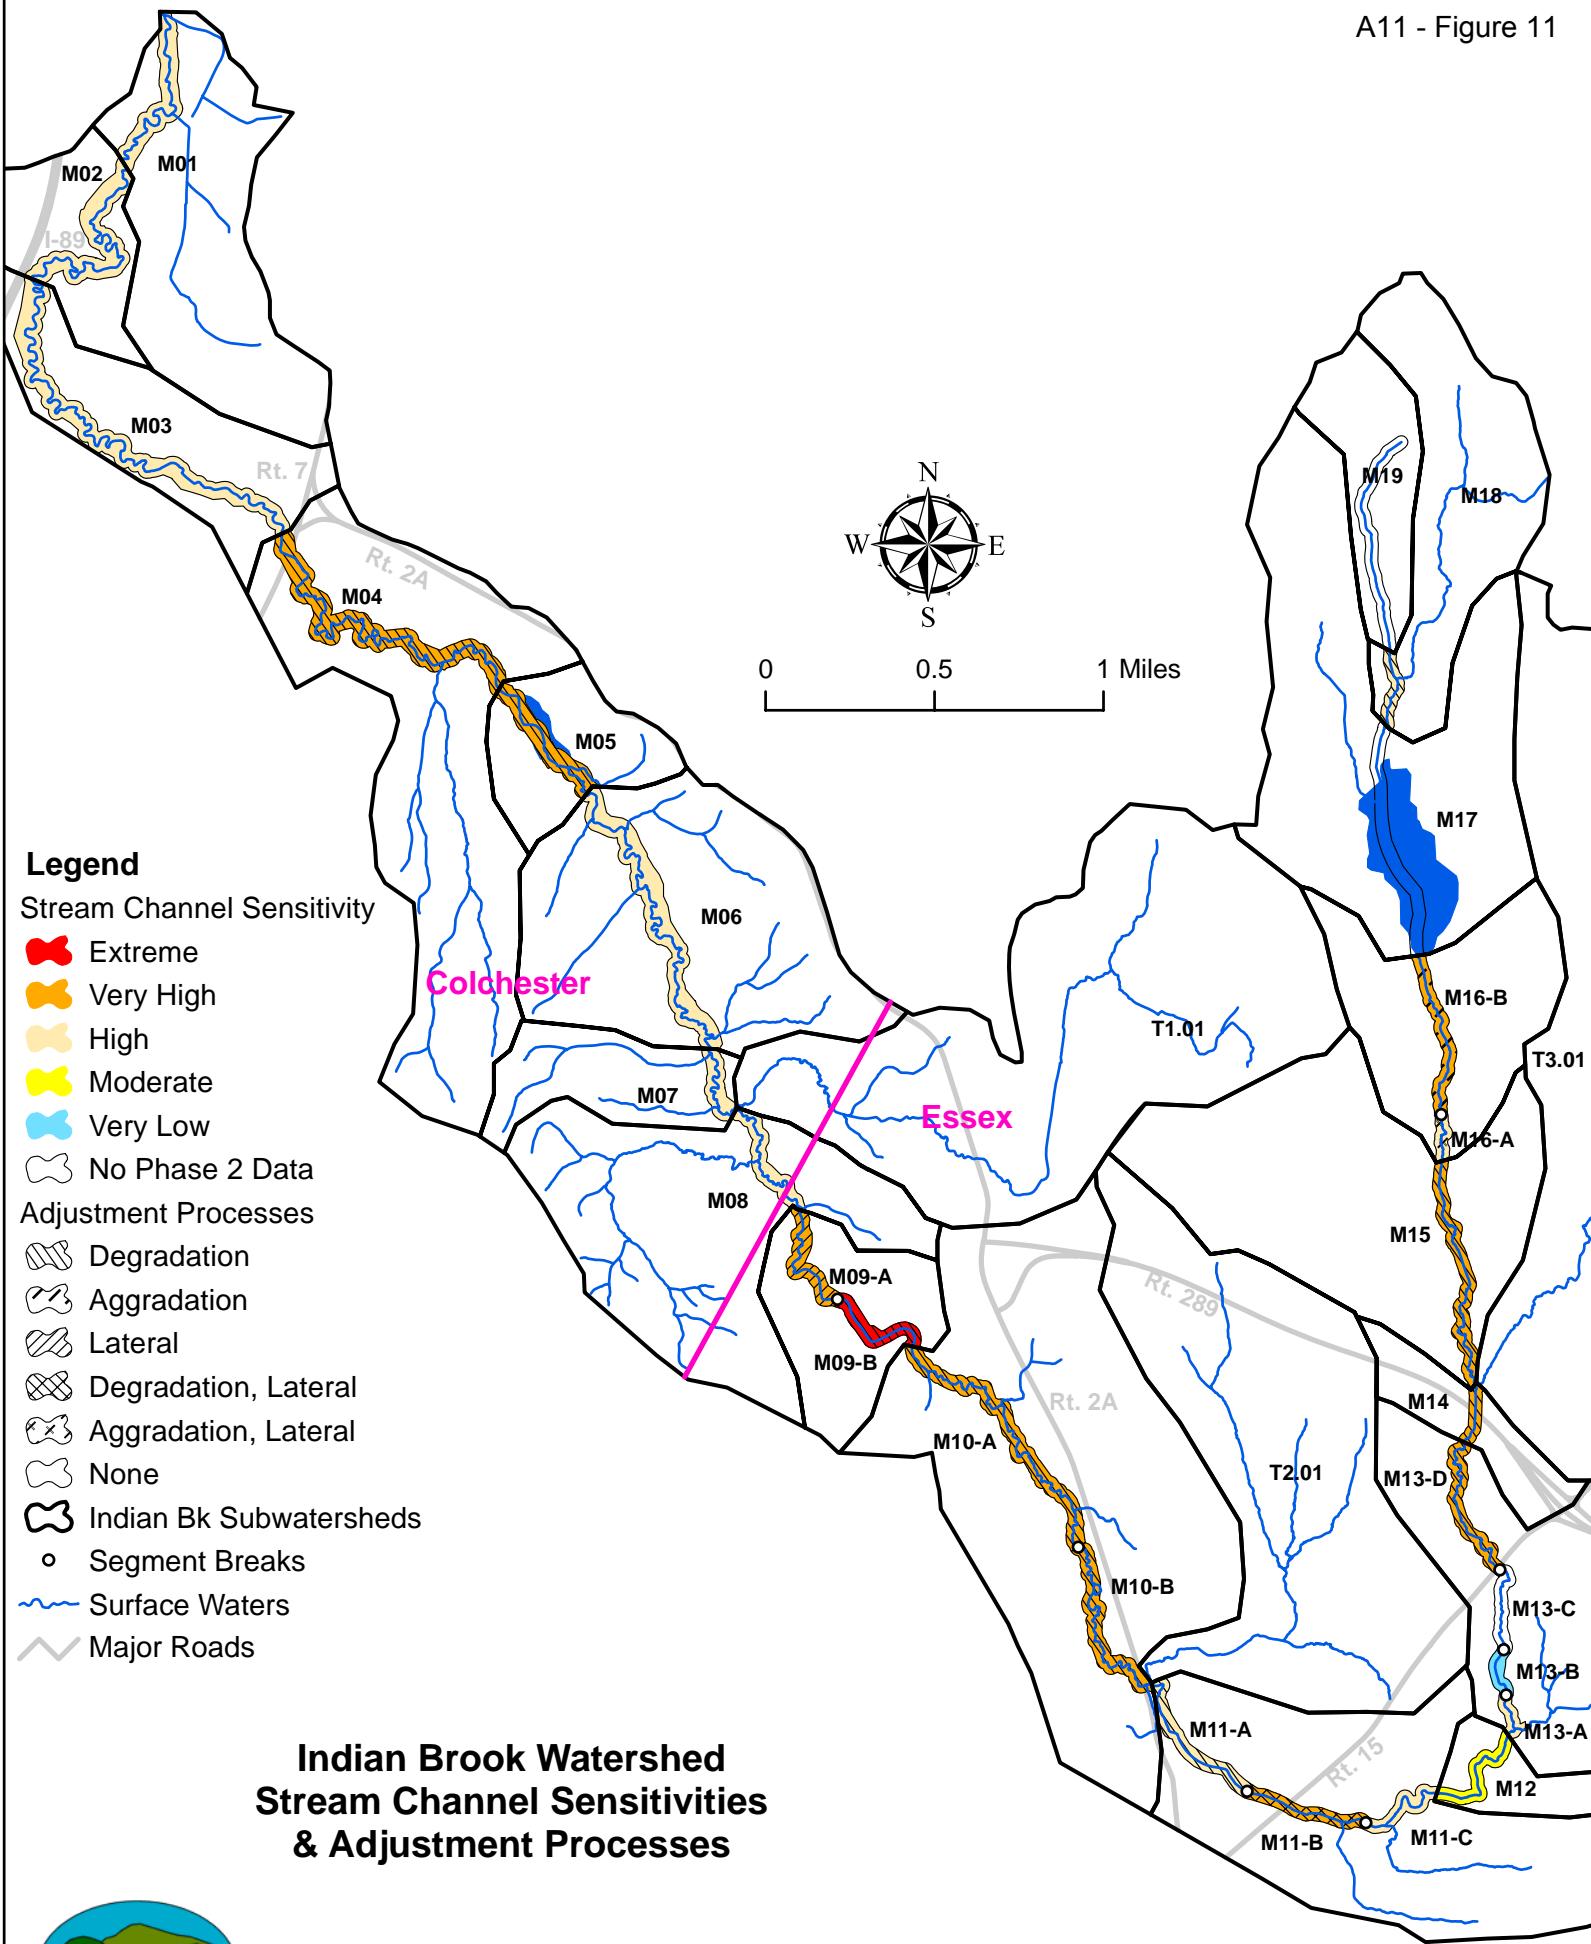 A11 - Figure 11
M02
M01
I-89
M03
Rt. 7
Rt. 2A
M04
M05
N
W
E
S
0
0.5
1 Miles
M19
M18
M17
M06
Colchester
M07
M08
Essex
T1.01
M16-B
T3.01
M16-A
M15
M09-A
M09-B
Rt. 289
Rt. 2A
M10-A
M14
M13-D
T2.01
M10-B
M13-C
M13-B
M13-A
M11-A
Rt. 15
M12
M11-B
M11-C
Legend
Stream Channel Sensitivity
Extreme
Very High
High
Moderate
Very Low
No Phase 2 Data
Adjustment Processes
Degradation
Aggradation
Lateral
Degradation, Lateral
Aggradation, Lateral
None
Indian Bk Subwatersheds
Segment Breaks
Surface Waters
Major Roads
Indian Brook Watershed
Stream Channel Sensitivities
& Adjustment Processes